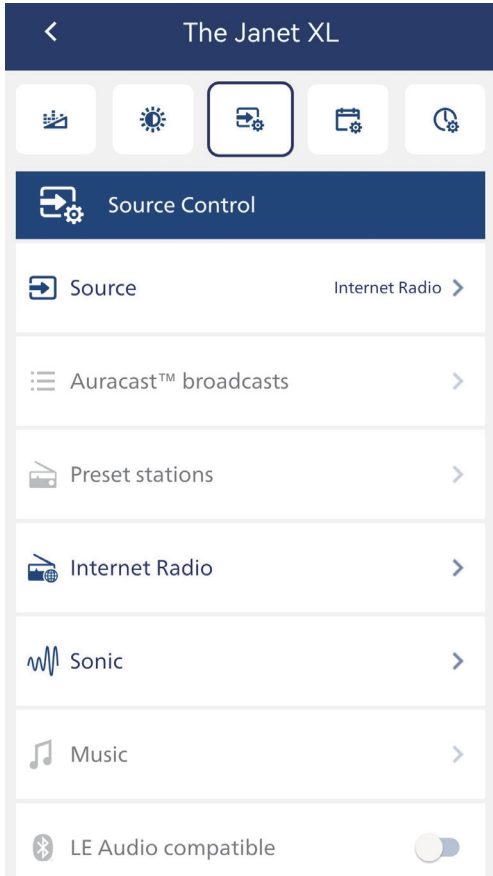 The Janet XL
Source Control
Source Internet Radio
Auracast™ broadcasts
Preset stations
Internet Radio
Sonic
Music
LE Audio compatible